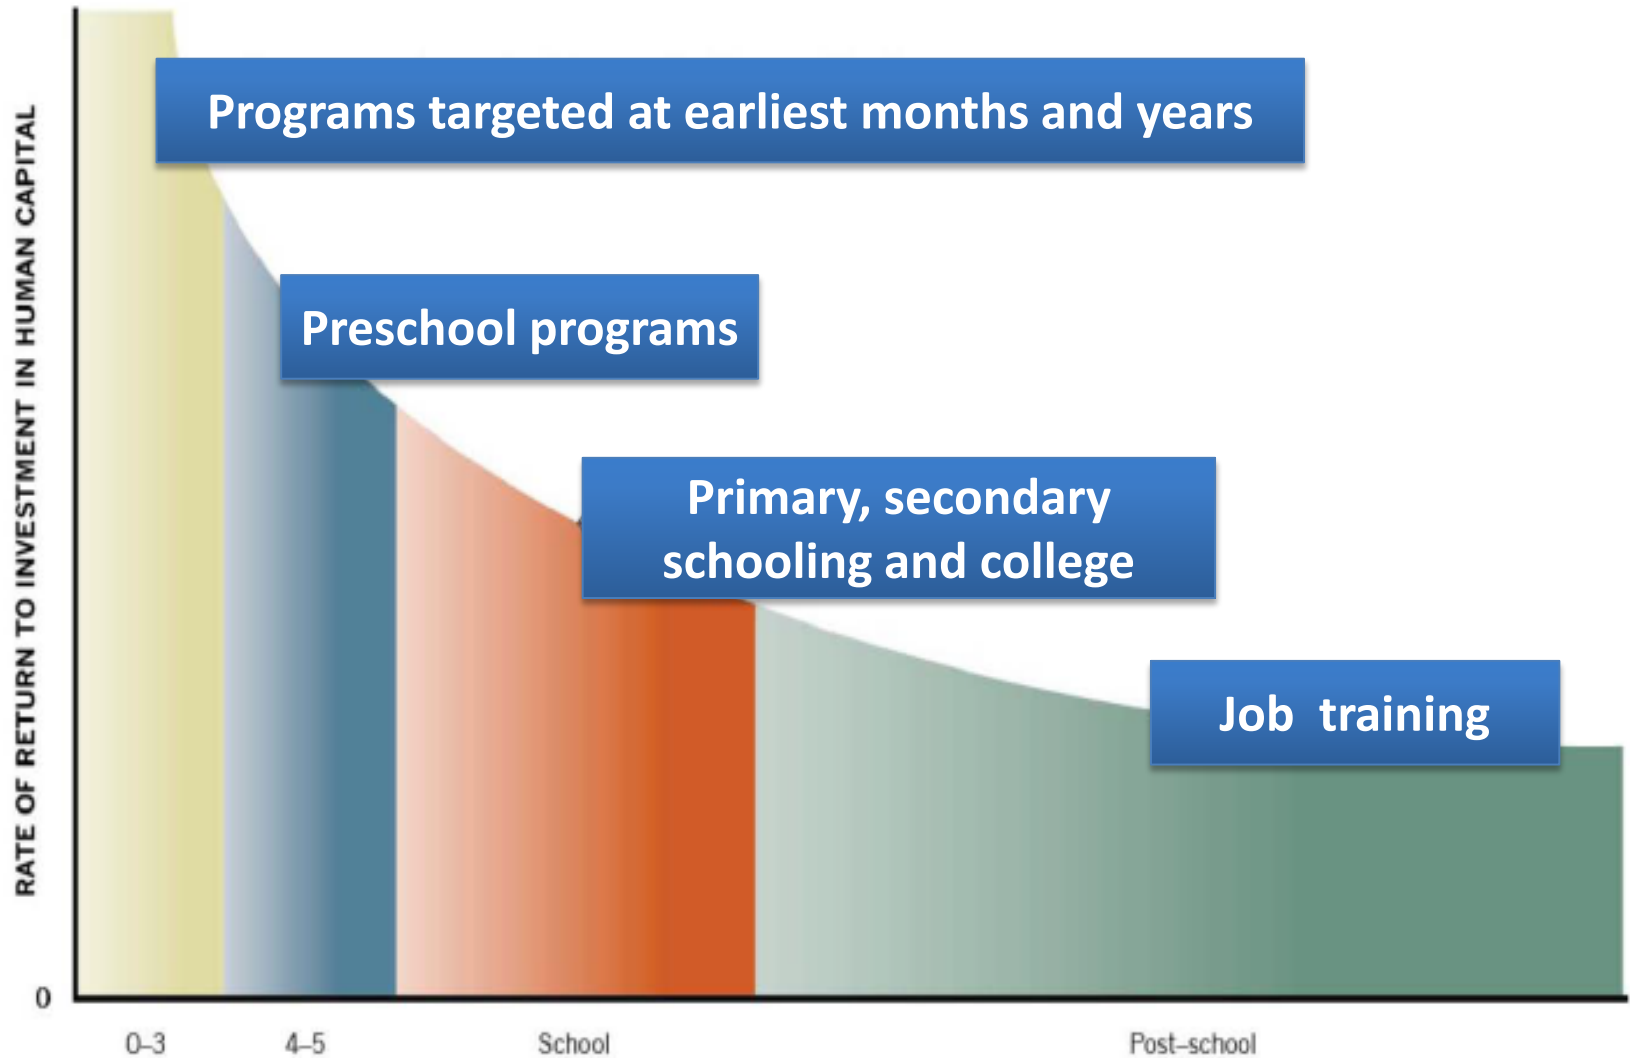 RATE OF RETURN TO INVESTMENT IN HUMAN CAPITAL
Programs targeted at earliest months and years
Preschool programs
Primary, secondary
schooling and college
Job training
0
0–3
4–5
School
Post–school